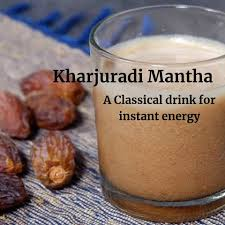 Kharjuradi Mantha
A Classical drink for
instant energy